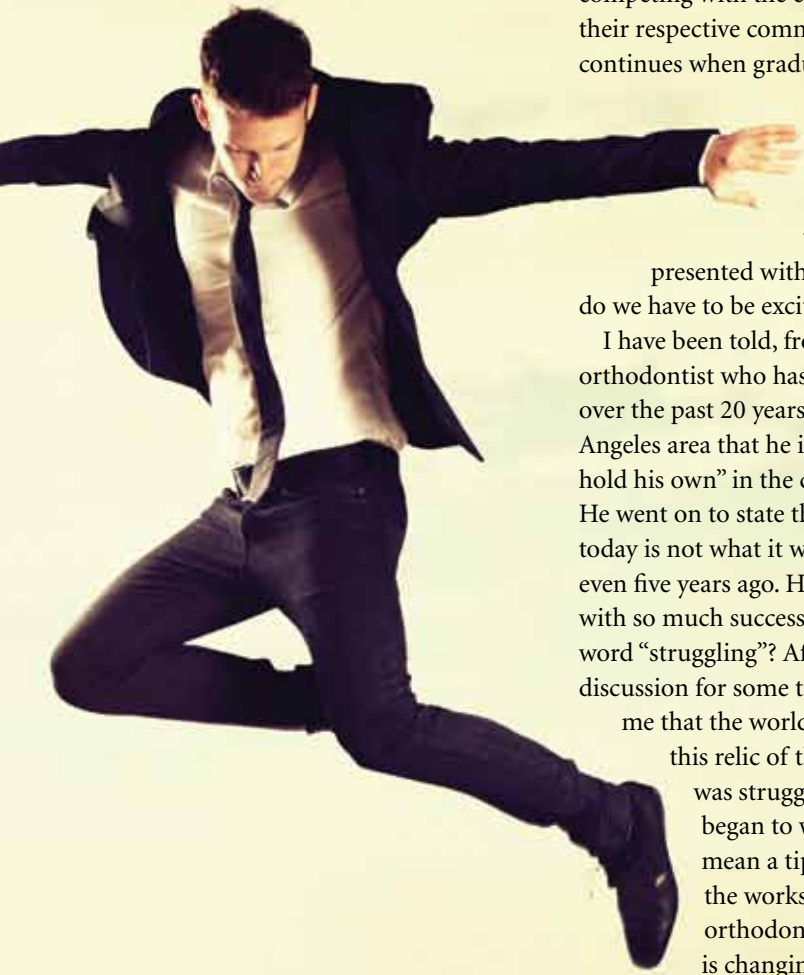 their respective comm
continues when gradu
presented with
do we have to be exci
I have been told, fro
orthodontist who has
over the past 20 years
Angeles area that he i
hold his own” in the
He went on to state th
today is not what it w
even five years ago. H
with so much success
word “struggling”? Af
discussion for some t
me that the world
this relic of t
was strugg
began to w
mean a tip
the works
orthodon
is changin